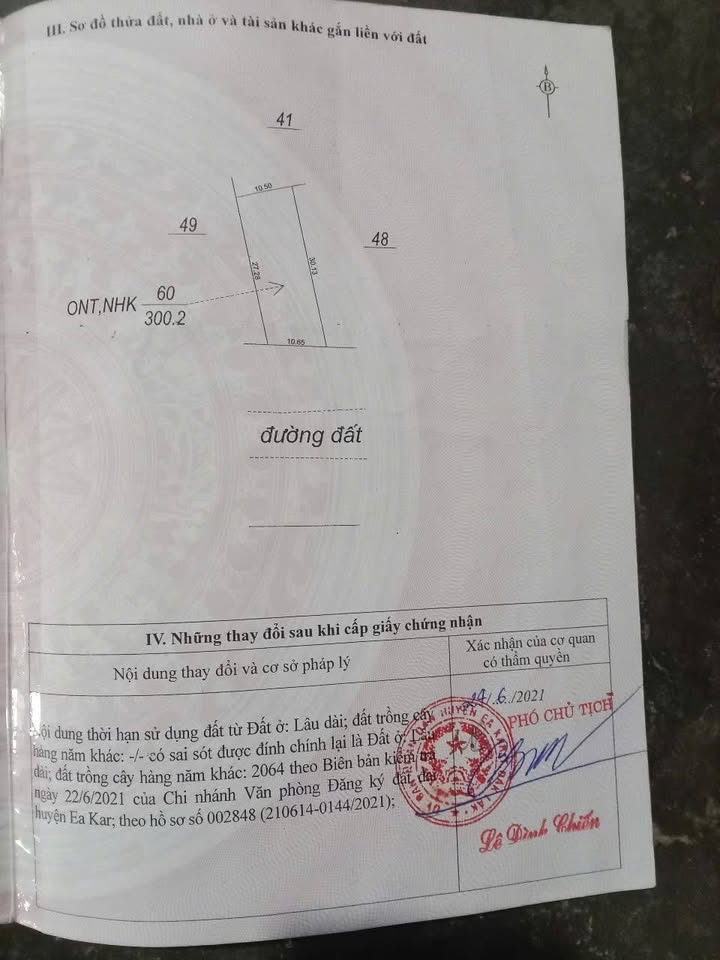 III. Sơ đồ thửa đất, nhà ở và tài sản khác gắn liền với đất
B
41
10.50
49
48
27.28
30.13
ONT,NHK 60
300.2
10.65
đường đất
IV. Những thay đổi sau khi cấp giấy chứng nhận
Nội dung thay đổi và cơ sở pháp lý
Xác nhận của cơ quan
có thẩm quyền
/.6./2021
PHÓ CHỦ TỊCH
ội dung thời hạn sử dụng đất từ Đất ở: Lâu dài; đất trồng cây
hàng năm khác: -/- có sai sót được đính chính lại là Đất ở: Lâu
dài; đất trồng cây hàng năm khác: 2064 theo Biên bản kiểm tra
ngày 22/6/2021 của Chi nhánh Văn phòng Đăng ký đất đai
huyện Ea Kar; theo hồ sơ số 002848 (210614-0144/2021);
Lê Đình Chiến